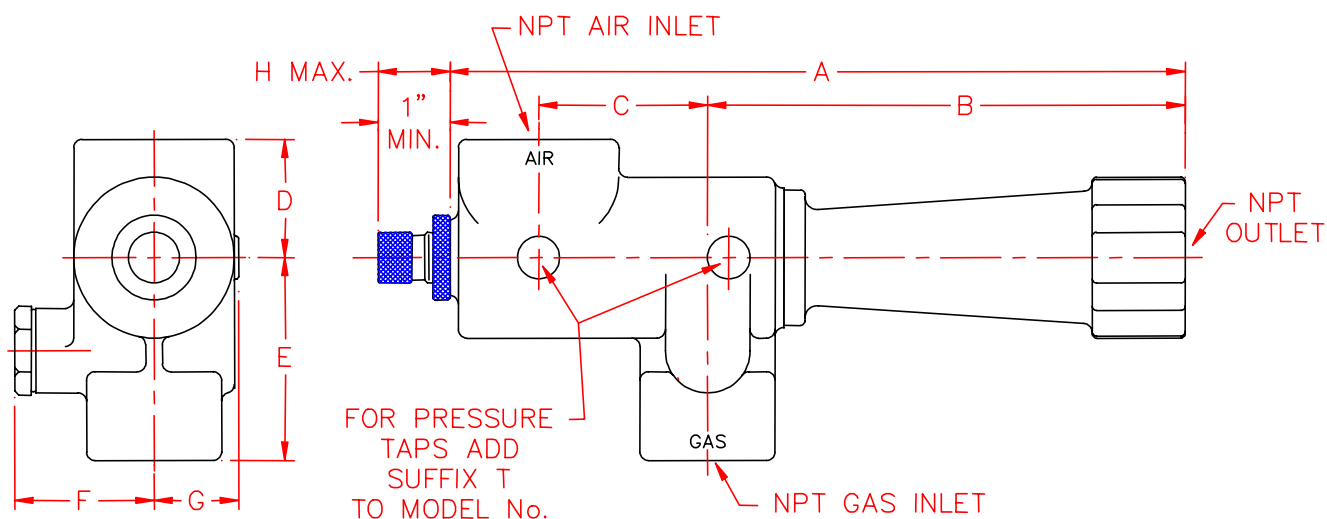 NPT AIR INLET
H MAX.
A
1”
MIN.
C
B
AIR
D
NPT
OUTLET
E
FOR PRESSURE
TAPS ADD
SUFFIX T
TO MODEL No.
GAS
F
G
NPT GAS INLET